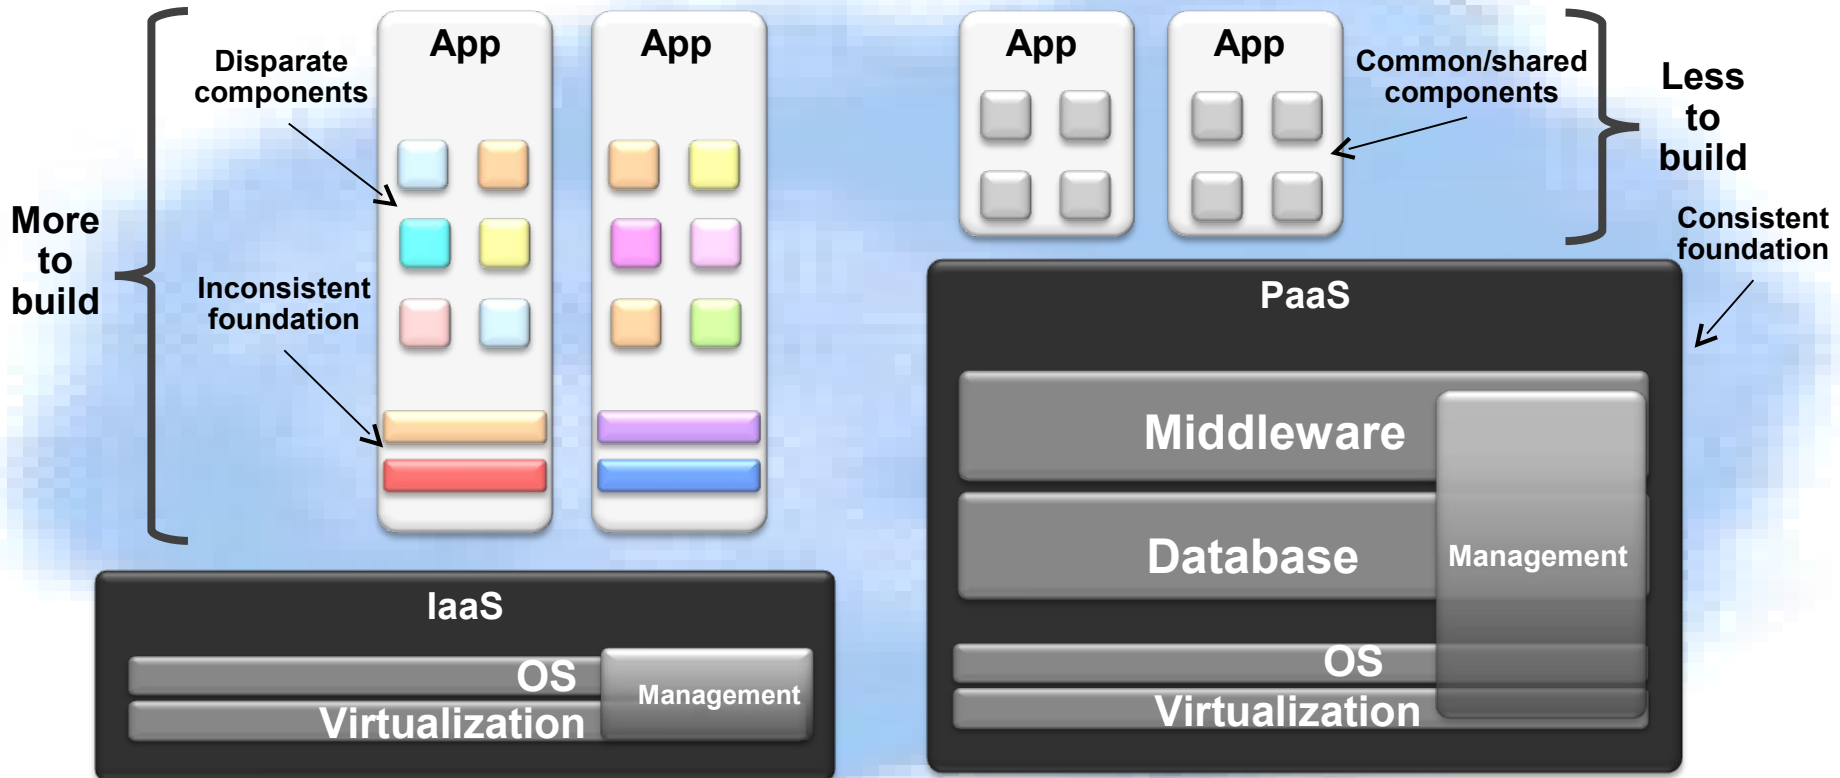 More
to
build
Disparate
components
Inconsistent
foundation
App
App
IaaS
OS
Virtualization
Management
App
App
Common/shared
components
Less
to
build
Consistent
foundation
PaaS
Middleware
Database
OS
Virtualization
Management